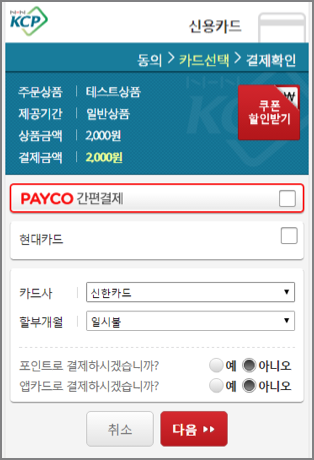 N·H·N
KCP
신용카드
동의 > 카드선택 > 결제확인
주문상품 | 테스트상품
제공기간 | 일반상품
상품금액 | 2,000원
결제금액 | 2,000원
₩
쿠폰
할인받기
PAYCO 간편결제
현대카드
카드사 | 신한카드
할부개월 | 일시불
포인트로 결제하시겠습니까? 예 아니오
앱카드로 결제하시겠습니까? 예 아니오
취소 다음